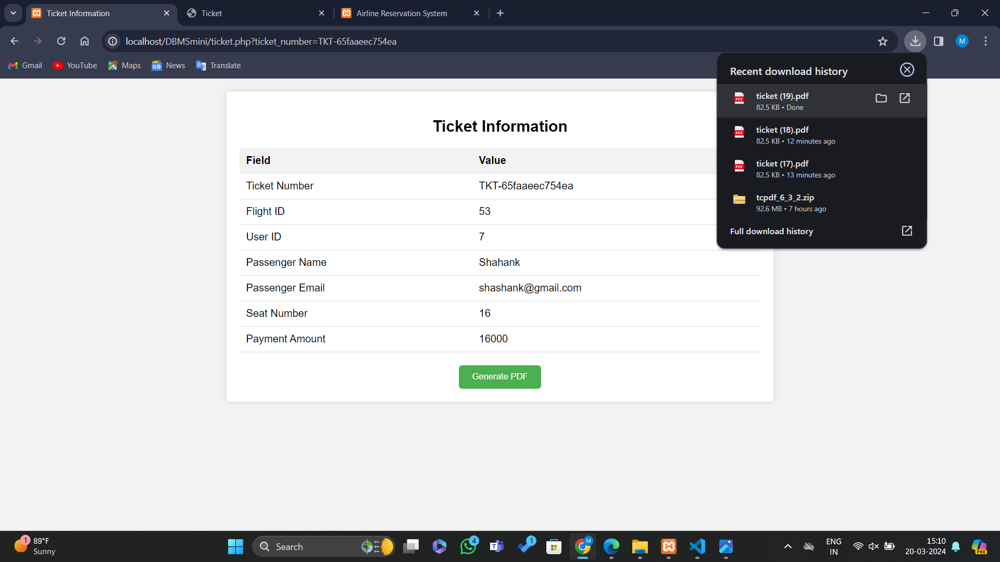 Ticket Information
Ticket
Airline Reservation System
localhost/DBMSmini/ticket.php?ticket_number=TKT-65faaeec754ea
M
Gmail
YouTube
Maps
News
Translate
Recent download history
ticket (19).pdf
82.5 KB • Done
ticket (18).pdf
82.5 KB • 12 minutes ago
ticket (17).pdf
82.5 KB • 13 minutes ago
tcpdf_6_3_2.zip
92.6 MB • 7 hours ago
Full download history
Ticket Information
Field Value
Ticket Number TKT-65faaeec754ea
Flight ID 53
User ID 7
Passenger Name Shahank
Passenger Email shashank@gmail.com
Seat Number 16
Payment Amount 16000
Generate PDF
1
89°F
Sunny
Search
4
1
M
ENG
IN
15:10
20-03-2024
PRE